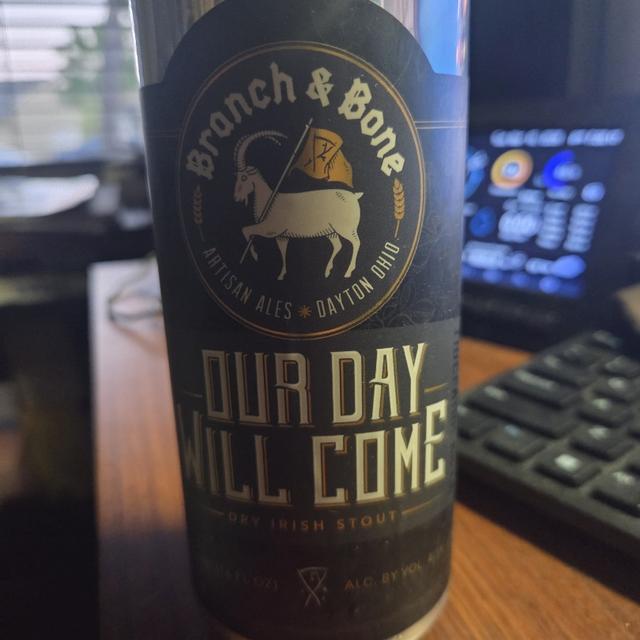 Branch & Bone
ARTISAN ALES * DAYTON OHIO
OUR DAY
WILL COME
DRY IRISH STOUT
ALC. BY VOL.